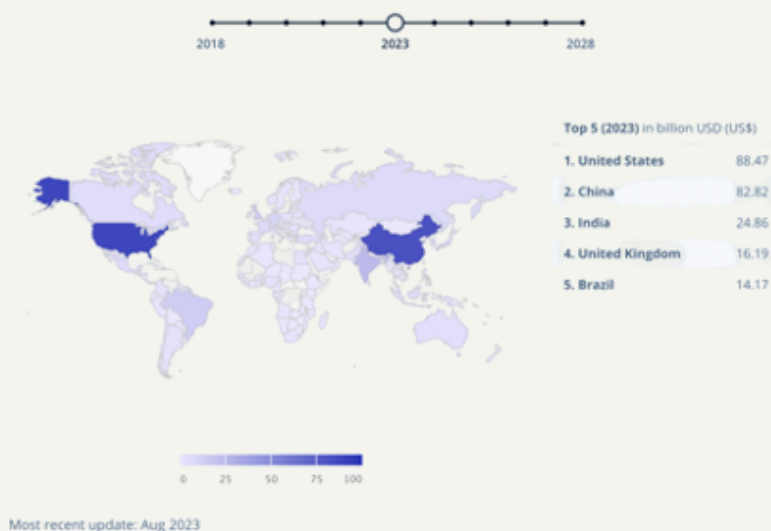 2018 2023 2028
Top 5 (2023) in billion USD (US$)
1. United States 88.47
2. China 82.82
3. India 24.86
4. United Kingdom 16.19
5. Brazil 14.17
0 25 50 75 100
Most recent update: Aug 2023